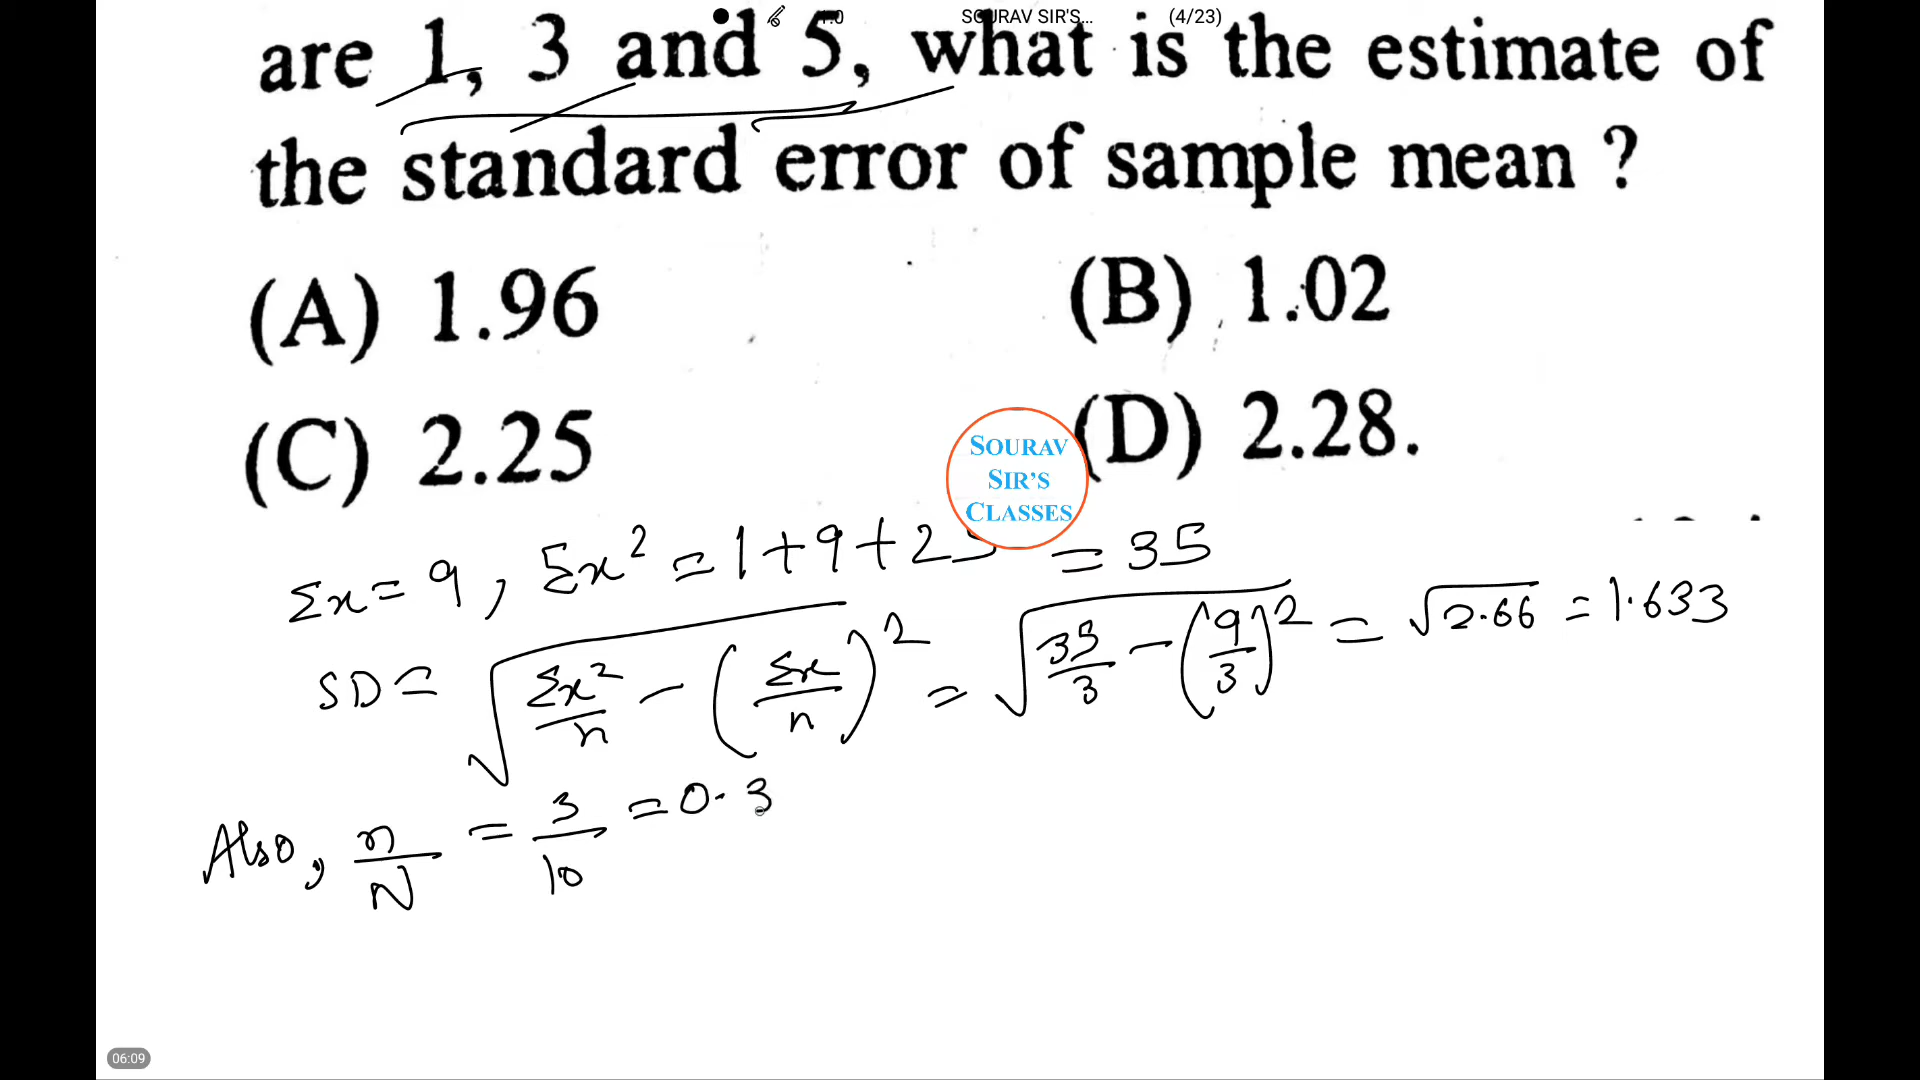 SOURAV SIR'S... (4/23)
are 1, 3 and 5, what is the estimate of
the standard error of sample mean ?
(A) 1.96 (B) 1.02
(C) 2.25 (D) 2.28.
SOURAV
SIR'S
CLASSES
Σx = 9, Σx² = 1+9+25 = 35
SD = √(Σx²/n − (Σx/n)²) = √(35/3 − (9/3)²) = √2.66 = 1.633
Also, n/N = 3/10 = 0.3
06:09